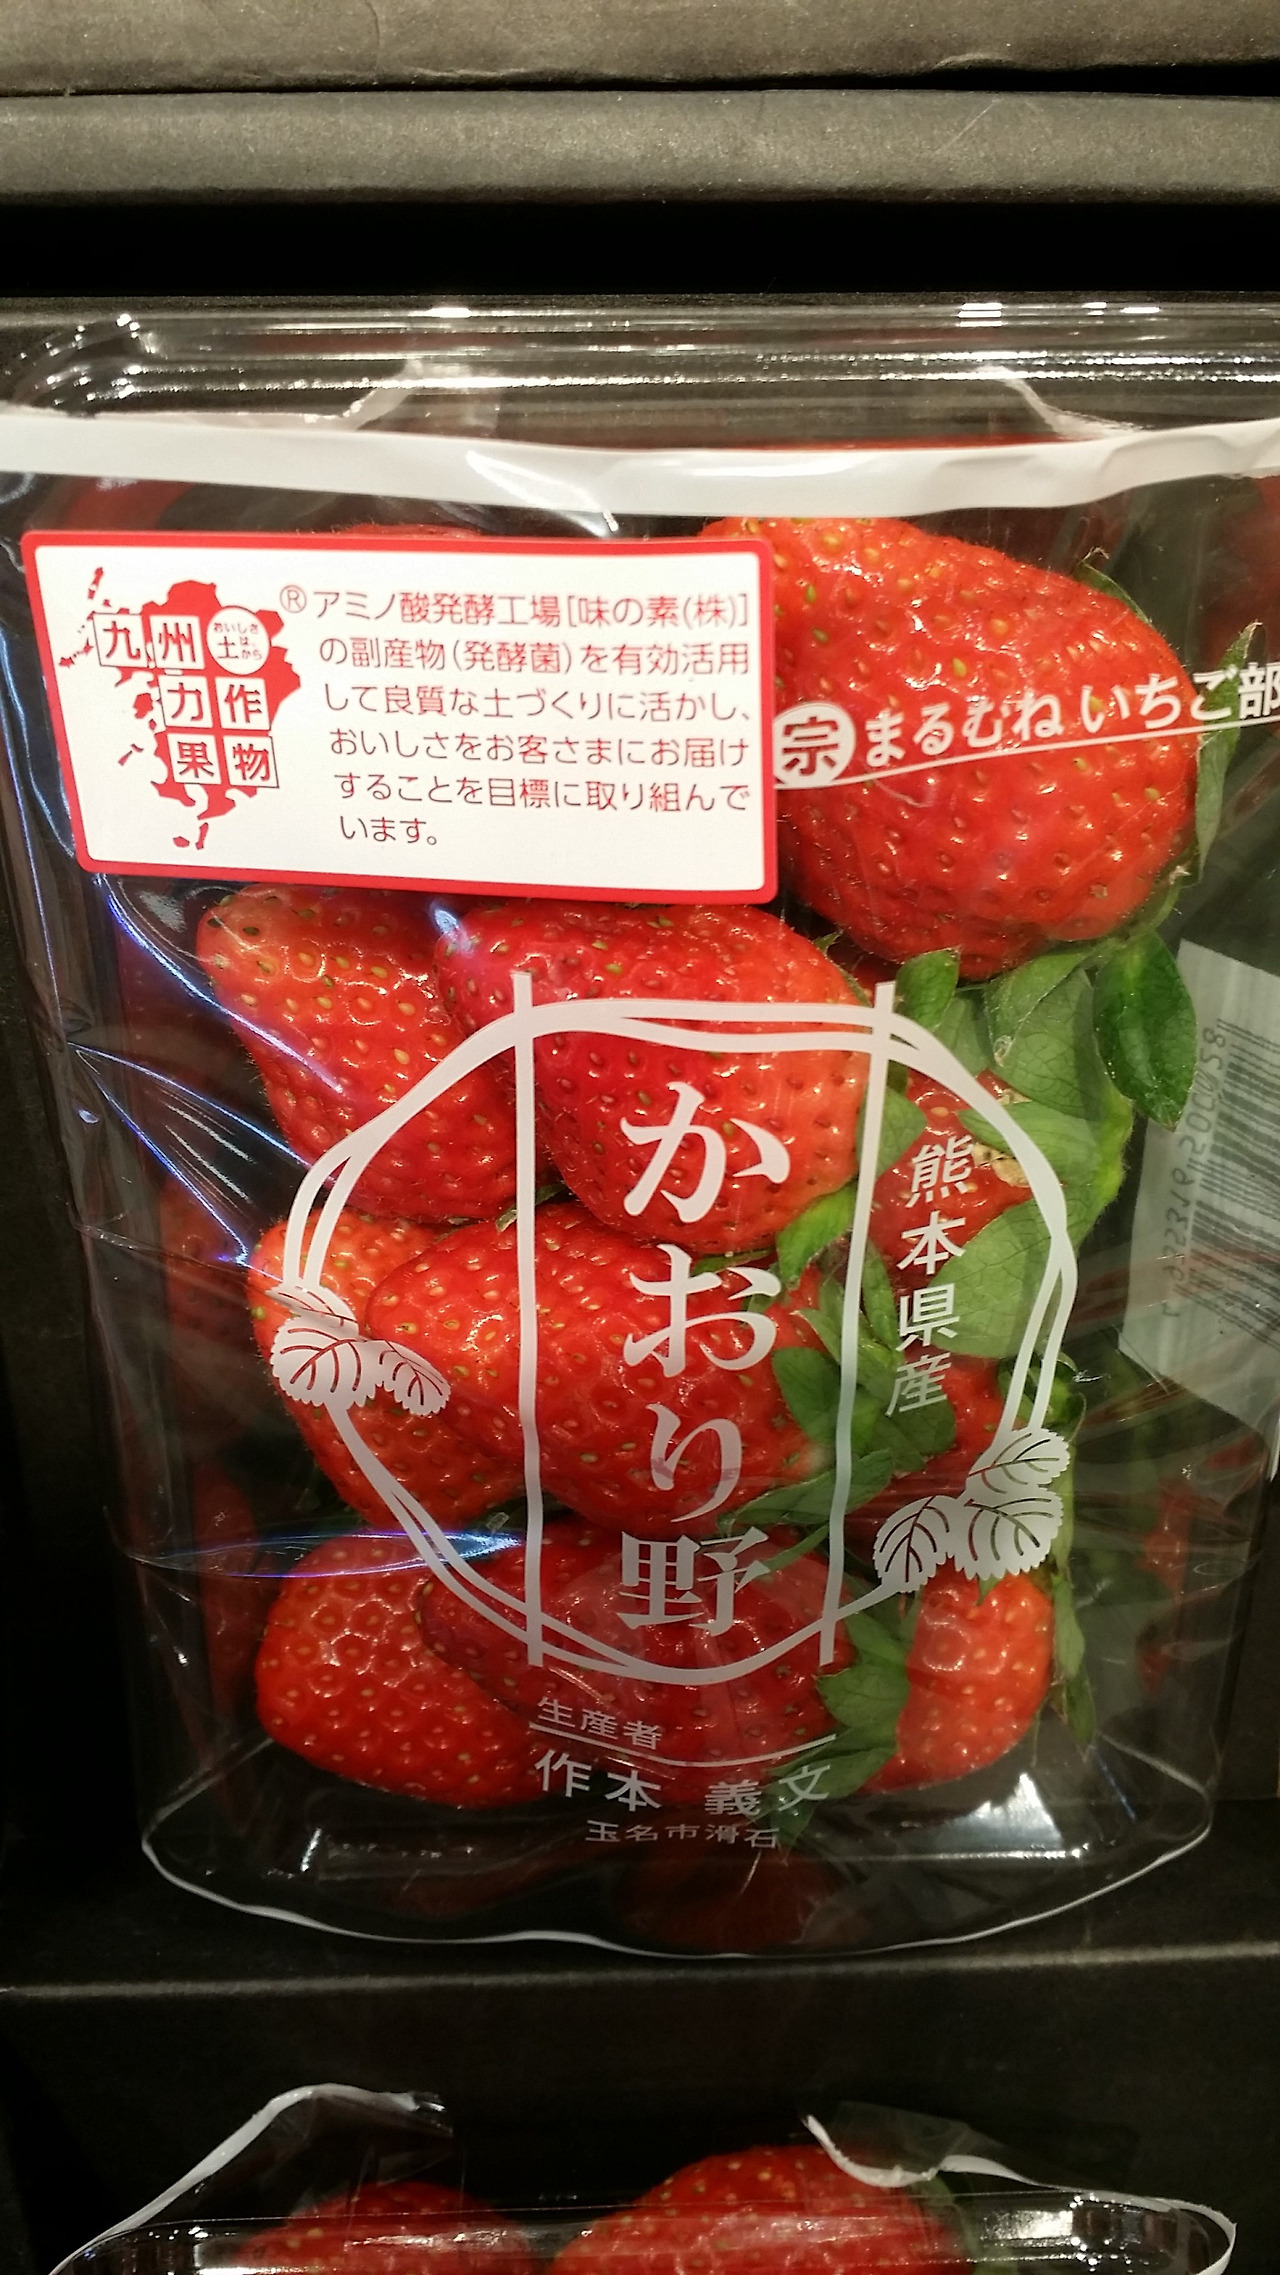 九州
おいしさは土から
力作
果物
®アミノ酸発酵工場[味の素(株)]
の副産物(発酵菌)を有効活用
して良質な土づくりに活かし、
おいしさをお客さまにお届け
することを目標に取り組んで
います。
宗 まるむね いちご部
かおり野
熊本県産
生産者
作本 義文
玉名市滑石